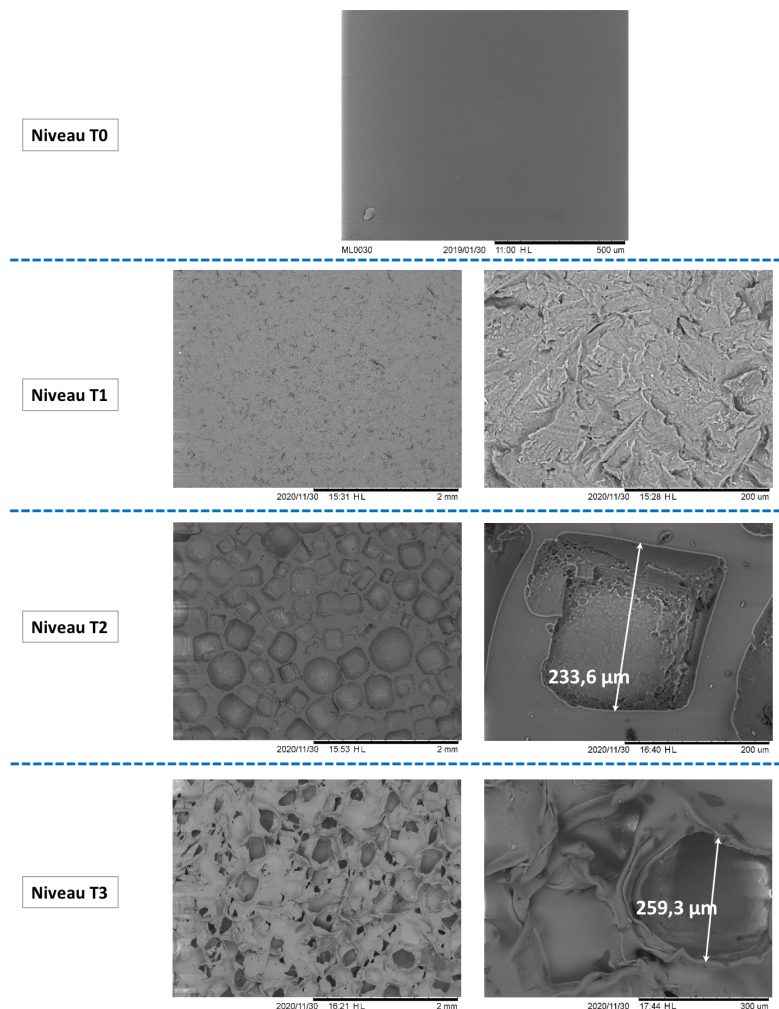 Niveau T0
ML0030 2019/01/30 11:00 HL 500 um
Niveau T1
2020/11/30 15:31 HL 2 mm
2020/11/30 15:28 HL 200 um
Niveau T2
233,6 µm
2020/11/30 15:53 HL 2 mm
2020/11/30 16:40 HL 200 um
Niveau T3
259,3 µm
2020/11/30 16:21 HL 2 mm
2020/11/30 17:44 HL 300 um